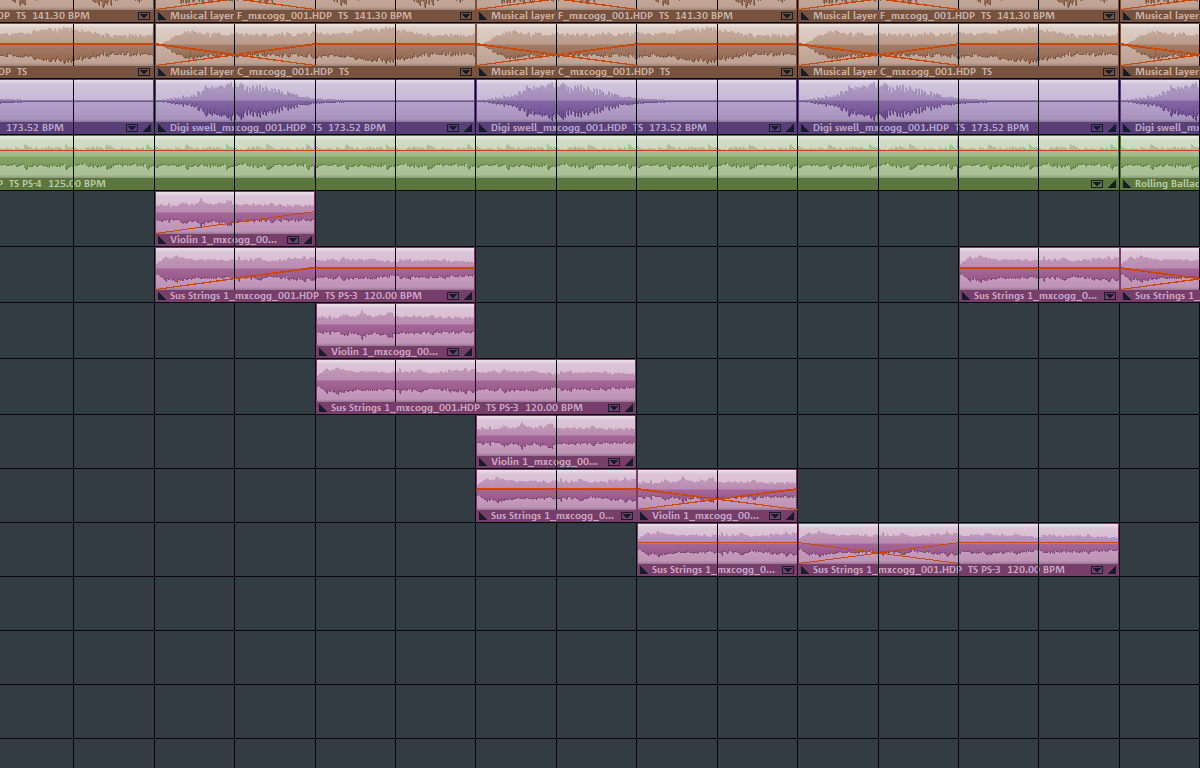 DP TS 141.30 BPM Musical layer F_mxcogg_001.HDP TS 141.30 BPM Musical layer F_mxcogg_001.HDP TS 141.30 BPM Musical layer F_mxcogg_001.HDP TS 141.30 BPM Musical layer
DP TS Musical layer C_mxcogg_001.HDP TS Musical layer C_mxcogg_001.HDP TS Musical layer C_mxcogg_001.HDP TS Musical layer
173.52 BPM Digi swell_mxcogg_001.HDP TS 173.52 BPM Digi swell_mxcogg_001.HDP TS 173.52 BPM Digi swell_mxcogg_001.HDP TS 173.52 BPM Digi swell_m
P TS PS-4 125.00 BPM Rolling Ballad
Violin 1_mxcogg_00...
Sus Strings 1_mxcogg_001.HDP TS PS-3 120.00 BPM Sus Strings 1_mxcogg_0... Sus Strings 1_
Violin 1_mxcogg_00...
Sus Strings 1_mxcogg_001.HDP TS PS-3 120.00 BPM
Violin 1_mxcogg_00...
Sus Strings 1_mxcogg_0... Violin 1_mxcogg_00...
Sus Strings 1_mxcogg_0... Sus Strings 1_mxcogg_001.HDP TS PS-3 120.00 BPM